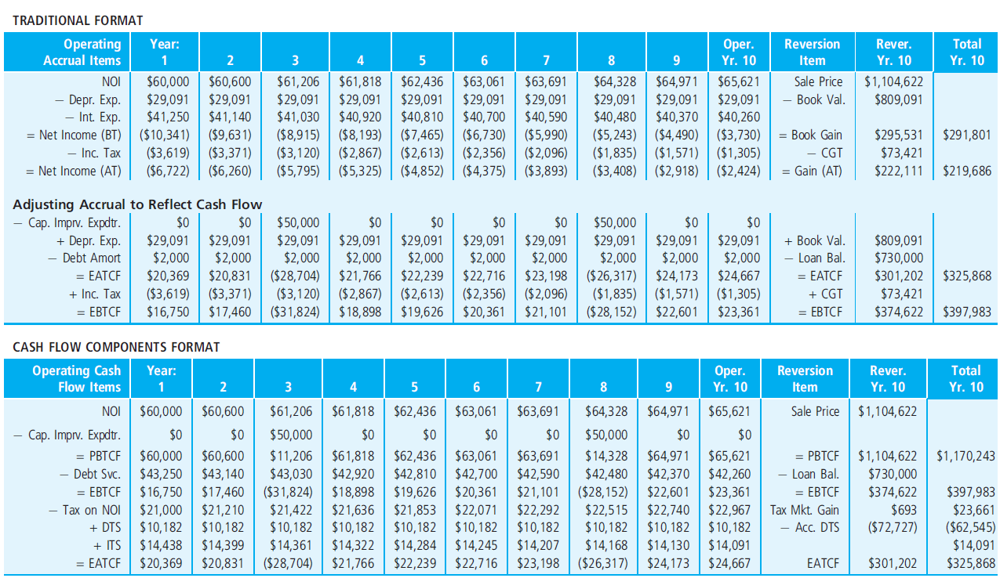 TRADITIONAL FORMAT
Operating Year: Oper. Reversion Rever. Total
Accrual Items 1 2 3 4 5 6 7 8 9 Yr. 10 Item Yr. 10 Yr. 10
NOI $60,000 $60,600 $61,206 $61,818 $62,436 $63,061 $63,691 $64,328 $64,971 $65,621 Sale Price $1,104,622
− Depr. Exp. $29,091 $29,091 $29,091 $29,091 $29,091 $29,091 $29,091 $29,091 $29,091 $29,091 − Book Val. $809,091
− Int. Exp. $41,250 $41,140 $41,030 $40,920 $40,810 $40,700 $40,590 $40,480 $40,370 $40,260
= Net Income (BT) ($10,341) ($9,631) ($8,915) ($8,193) ($7,465) ($6,730) ($5,990) ($5,243) ($4,490) ($3,730) = Book Gain $295,531 $291,801
− Inc. Tax ($3,619) ($3,371) ($3,120) ($2,867) ($2,613) ($2,356) ($2,096) ($1,835) ($1,571) ($1,305) − CGT $73,421
= Net Income (AT) ($6,722) ($6,260) ($5,795) ($5,325) ($4,852) ($4,375) ($3,893) ($3,408) ($2,918) ($2,424) = Gain (AT) $222,111 $219,686
Adjusting Accrual to Reflect Cash Flow
− Cap. Imprv. Expdtr. $0 $0 $50,000 $0 $0 $0 $0 $50,000 $0 $0
+ Depr. Exp. $29,091 $29,091 $29,091 $29,091 $29,091 $29,091 $29,091 $29,091 $29,091 $29,091 + Book Val. $809,091
− Debt Amort $2,000 $2,000 $2,000 $2,000 $2,000 $2,000 $2,000 $2,000 $2,000 $2,000 − Loan Bal. $730,000
= EATCF $20,369 $20,831 ($28,704) $21,766 $22,239 $22,716 $23,198 ($26,317) $24,173 $24,667 = EATCF $301,202 $325,868
+ Inc. Tax ($3,619) ($3,371) ($3,120) ($2,867) ($2,613) ($2,356) ($2,096) ($1,835) ($1,571) ($1,305) + CGT $73,421
= EBTCF $16,750 $17,460 ($31,824) $18,898 $19,626 $20,361 $21,101 ($28,152) $22,601 $23,361 = EBTCF $374,622 $397,983
CASH FLOW COMPONENTS FORMAT
Operating Cash Year: Oper. Reversion Rever. Total
Flow Items 1 2 3 4 5 6 7 8 9 Yr. 10 Item Yr. 10 Yr. 10
NOI $60,000 $60,600 $61,206 $61,818 $62,436 $63,061 $63,691 $64,328 $64,971 $65,621 Sale Price $1,104,622
− Cap. Imprv. Expdtr. $0 $0 $50,000 $0 $0 $0 $0 $50,000 $0 $0
= PBTCF $60,000 $60,600 $11,206 $61,818 $62,436 $63,061 $63,691 $14,328 $64,971 $65,621 = PBTCF $1,104,622 $1,170,243
− Debt Svc. $43,250 $43,140 $43,030 $42,920 $42,810 $42,700 $42,590 $42,480 $42,370 $42,260 − Loan Bal. $730,000
= EBTCF $16,750 $17,460 ($31,824) $18,898 $19,626 $20,361 $21,101 ($28,152) $22,601 $23,361 = EBTCF $374,622 $397,983
− Tax on NOI $21,000 $21,210 $21,422 $21,636 $21,853 $22,071 $22,292 $22,515 $22,740 $22,967 Tax Mkt. Gain $693 $23,661
+ DTS $10,182 $10,182 $10,182 $10,182 $10,182 $10,182 $10,182 $10,182 $10,182 $10,182 − Acc. DTS ($72,727) ($62,545)
+ ITS $14,438 $14,399 $14,361 $14,322 $14,284 $14,245 $14,207 $14,168 $14,130 $14,091 $14,091
= EATCF $20,369 $20,831 ($28,704) $21,766 $22,239 $22,716 $23,198 ($26,317) $24,173 $24,667 EATCF $301,202 $325,868